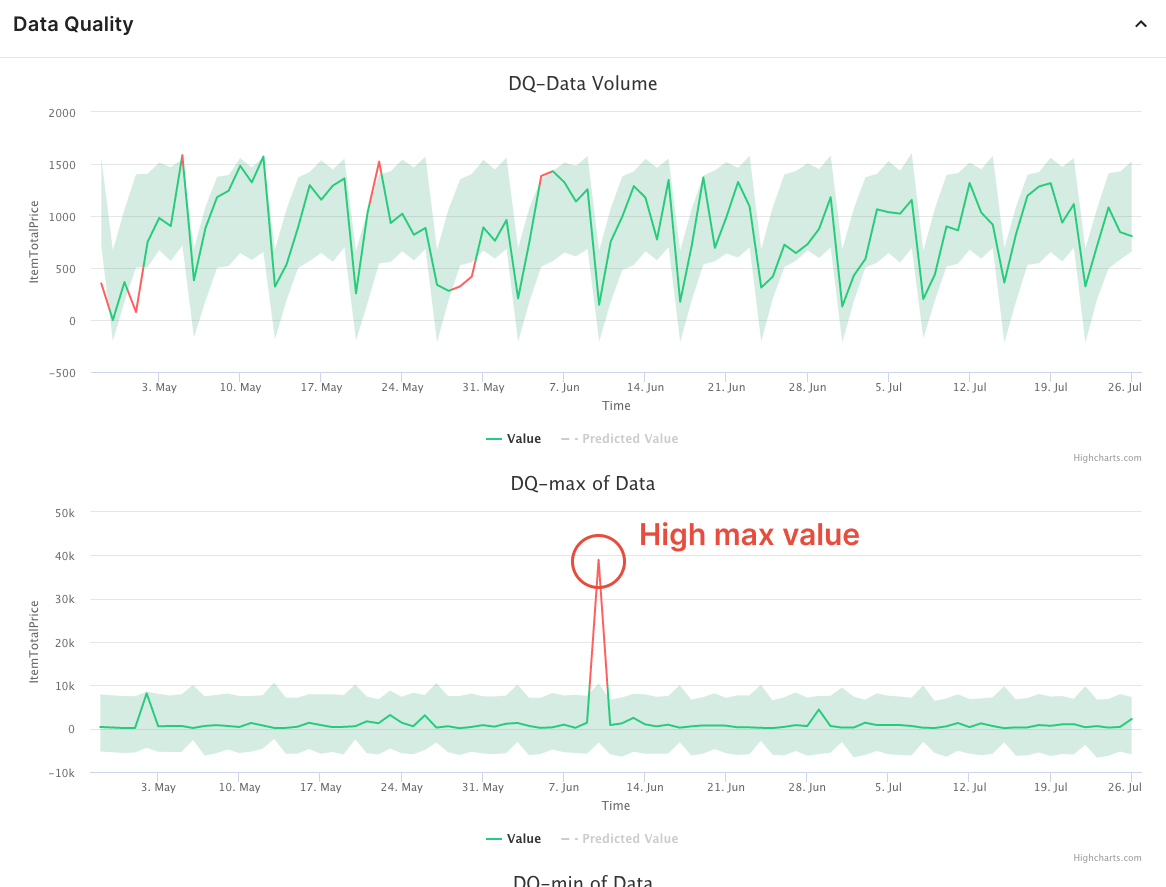 Data Quality
DQ-Data Volume
2000
1500
1000
500
0
-500
ItemTotalPrice
3. May 10. May 17. May 24. May 31. May 7. Jun 14. Jun 21. Jun 28. Jun 5. Jul 12. Jul 19. Jul 26. Jul
Time
Value Predicted Value
Highcharts.com
DQ-max of Data
High max value
50k
40k
30k
20k
10k
0
-10k
ItemTotalPrice
3. May 10. May 17. May 24. May 31. May 7. Jun 14. Jun 21. Jun 28. Jun 5. Jul 12. Jul 19. Jul 26. Jul
Time
Value Predicted Value
Highcharts.com
DQ-min of Data